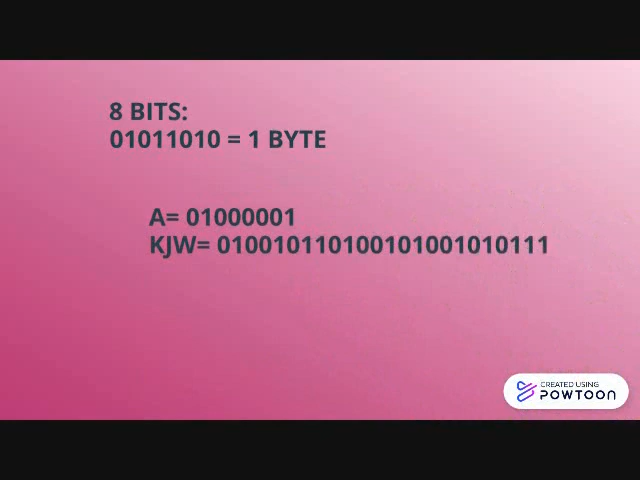 8 BITS:
01011010 = 1 BYTE
A= 01000001
KJW= 010010110100101001010111
CREATED USING
POWTOON